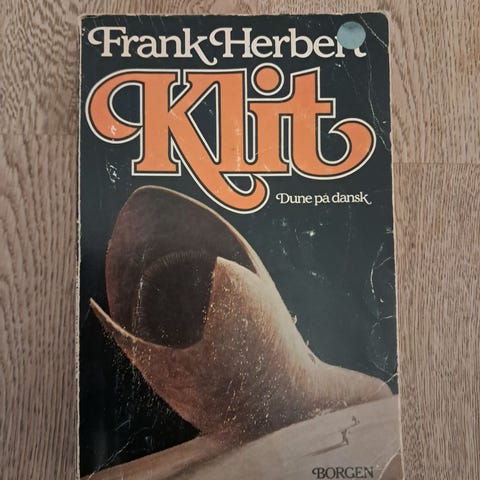 Frank Herbert
Klit
Dune på dansk
BORGEN